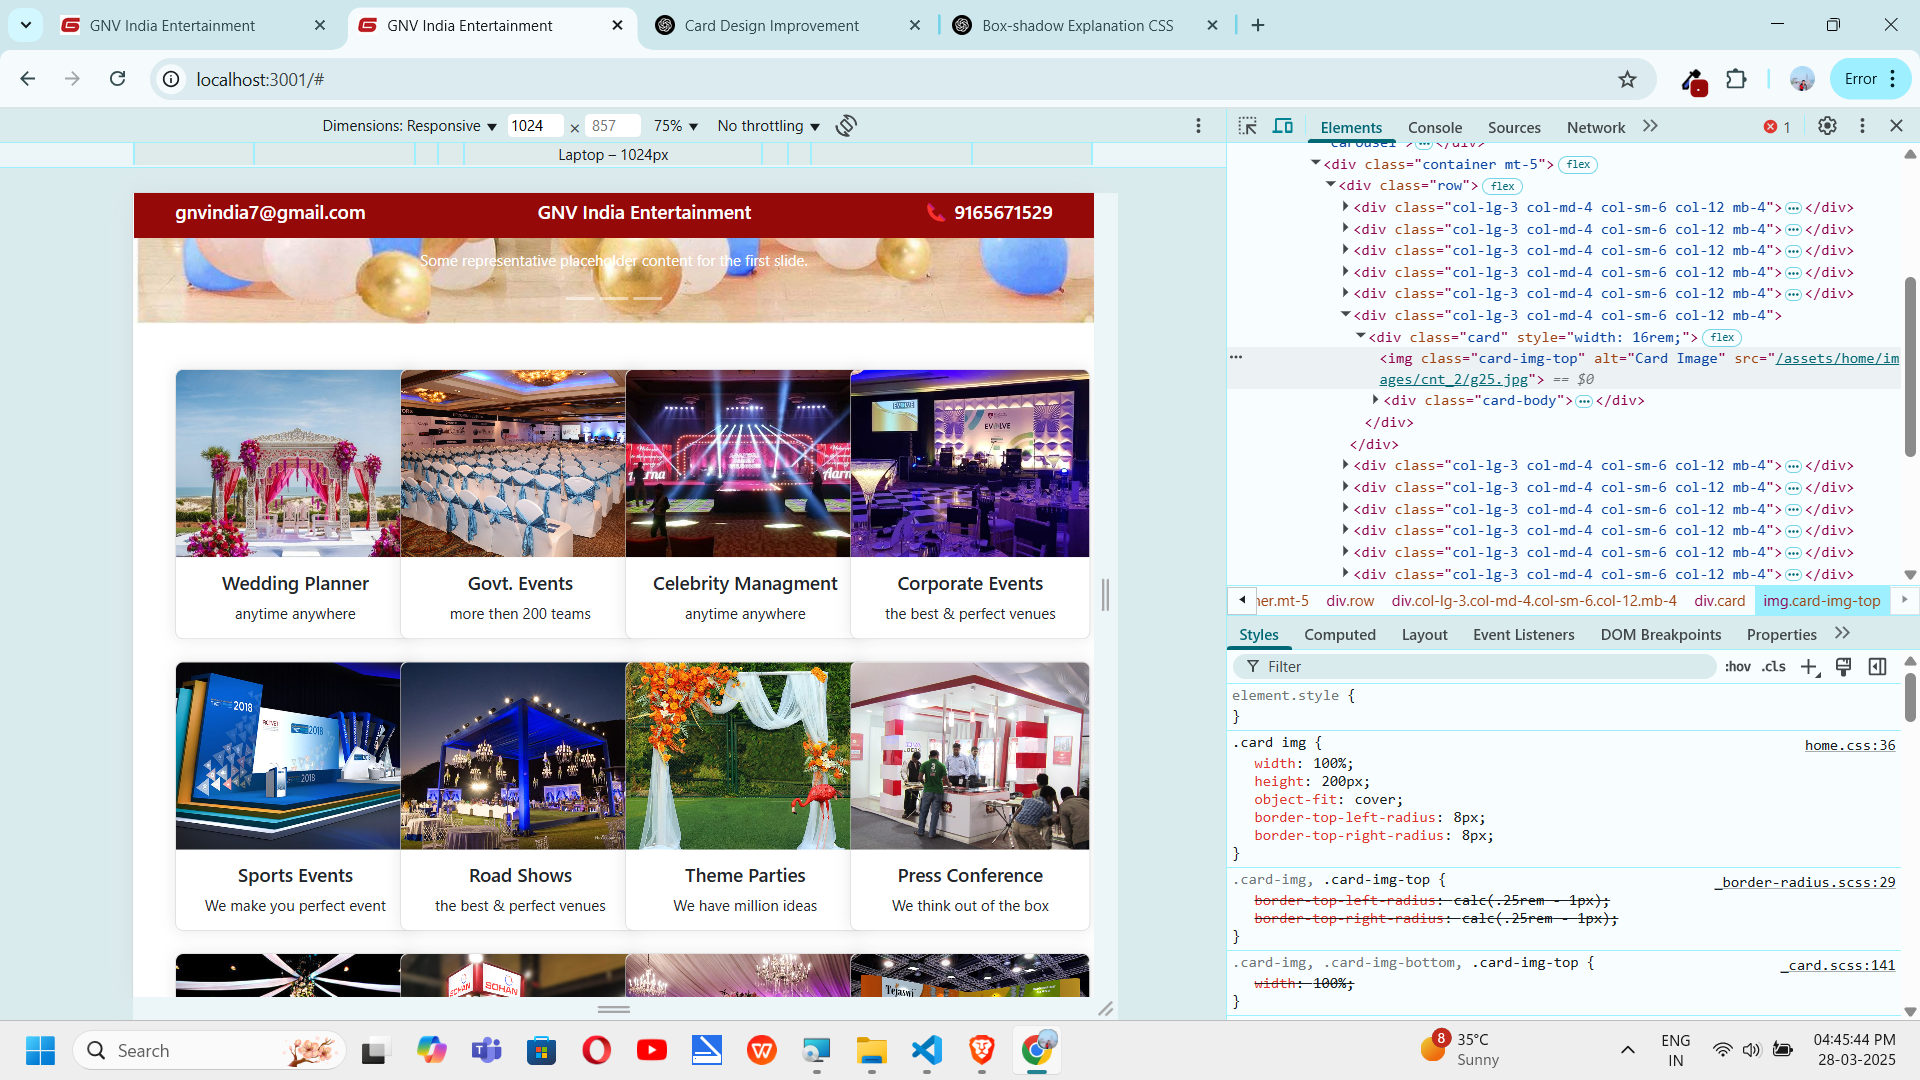 GNV India Entertainment
GNV India Entertainment
Card Design Improvement
Box-shadow Explanation CSS
localhost:3001/#
Error
Dimensions: Responsive
1024
×
857
75%
No throttling
Laptop – 1024px
gnvindia7@gmail.com
GNV India Entertainment
9165671529
Some representative placeholder content for the first slide.
Wedding Planner
anytime anywhere
Govt. Events
more then 200 teams
Celebrity Managment
anytime anywhere
Corporate Events
the best & perfect venues
Sports Events
We make you perfect event
Road Shows
the best & perfect venues
Theme Parties
We have million ideas
Press Conference
We think out of the box
Elements
Console
Sources
Network
1
carousel">…</div>
<div class="container mt-5"> flex
<div class="row"> flex
<div class="col-lg-3 col-md-4 col-sm-6 col-12 mb-4">…</div>
<div class="col-lg-3 col-md-4 col-sm-6 col-12 mb-4">…</div>
<div class="col-lg-3 col-md-4 col-sm-6 col-12 mb-4">…</div>
<div class="col-lg-3 col-md-4 col-sm-6 col-12 mb-4">…</div>
<div class="col-lg-3 col-md-4 col-sm-6 col-12 mb-4">…</div>
<div class="col-lg-3 col-md-4 col-sm-6 col-12 mb-4">
<div class="card" style="width: 16rem;"> flex
<img class="card-img-top" alt="Card Image" src="/assets/home/im
ages/cnt_2/g25.jpg"> == $0
<div class="card-body">…</div>
</div>
</div>
<div class="col-lg-3 col-md-4 col-sm-6 col-12 mb-4">…</div>
<div class="col-lg-3 col-md-4 col-sm-6 col-12 mb-4">…</div>
<div class="col-lg-3 col-md-4 col-sm-6 col-12 mb-4">…</div>
<div class="col-lg-3 col-md-4 col-sm-6 col-12 mb-4">…</div>
<div class="col-lg-3 col-md-4 col-sm-6 col-12 mb-4">…</div>
<div class="col-lg-3 col-md-4 col-sm-6 col-12 mb-4">…</div>
ner.mt-5 div.row div.col-lg-3.col-md-4.col-sm-6.col-12.mb-4 div.card img.card-img-top
Styles
Computed
Layout
Event Listeners
DOM Breakpoints
Properties
Filter
:hov
.cls
element.style {
}
.card img {
home.css:36
width: 100%;
height: 200px;
object-fit: cover;
border-top-left-radius: 8px;
border-top-right-radius: 8px;
}
.card-img, .card-img-top {
_border-radius.scss:29
border-top-left-radius: calc(.25rem - 1px);
border-top-right-radius: calc(.25rem - 1px);
}
.card-img, .card-img-bottom, .card-img-top {
_card.scss:141
width: 100%;
}
Search
8
35°C
Sunny
ENG
IN
04:45:44 PM
28-03-2025